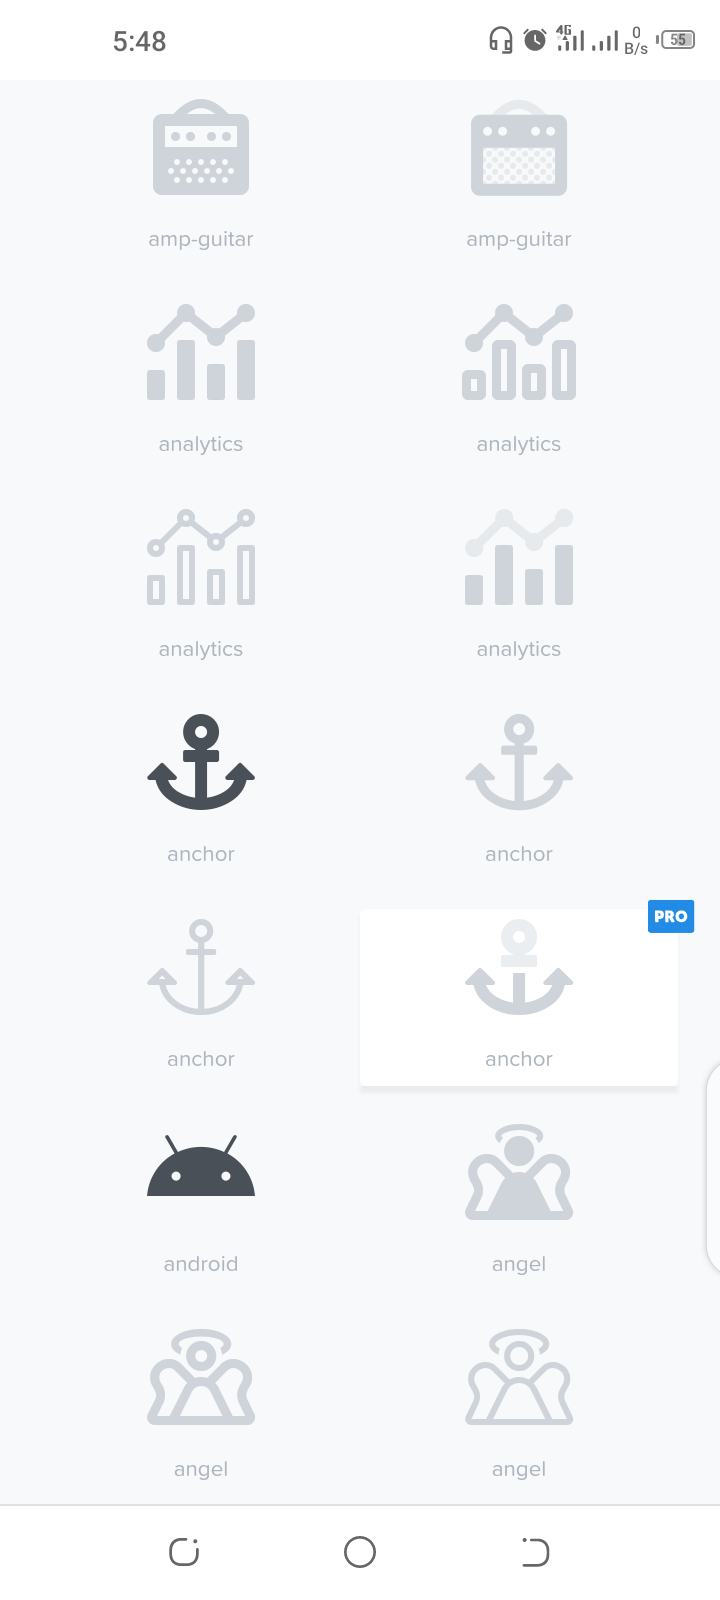 5:48
4G
0
B/s
55
amp-guitar
amp-guitar
analytics
analytics
analytics
analytics
anchor
anchor
PRO
anchor
anchor
android
angel
angel
angel